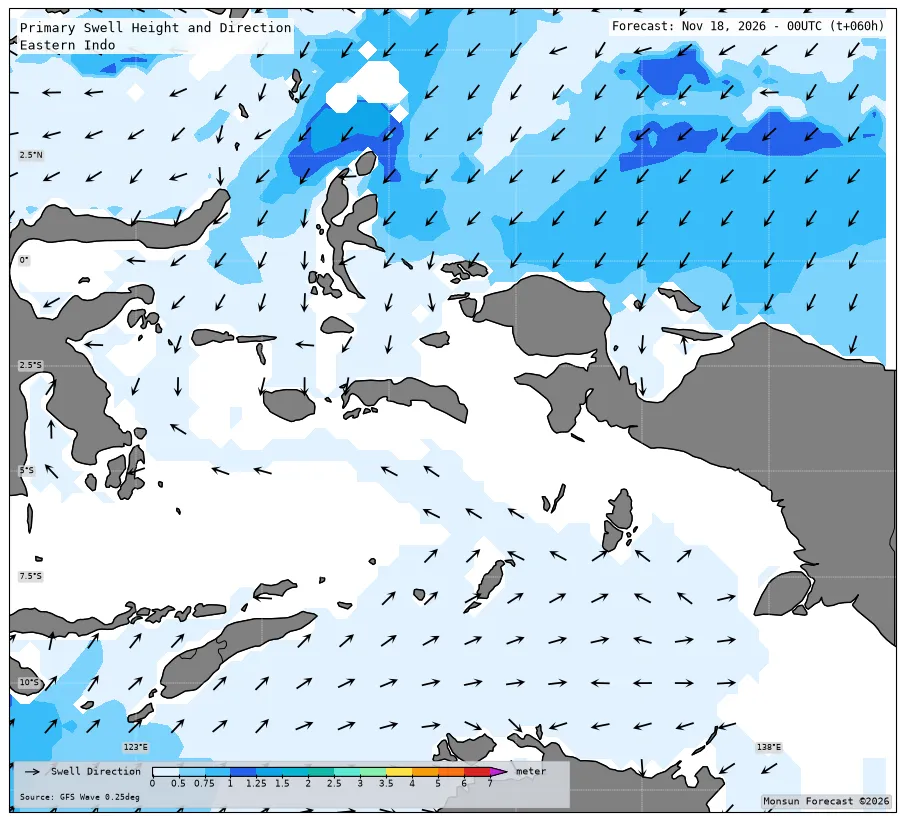 Primary Swell Height and Direction
Eastern Indo
Forecast: Nov 18, 2026 - 00UTC (t+060h)
2.5°N
0°
2.5°S
5°S
7.5°S
10°S
123°E
138°E
Swell Direction
meter
0 0.5 0.75 1 1.25 1.5 2 2.5 3 3.5 4 5 6 7
Source: GFS Wave 0.25deg
Monsun Forecast ©2026